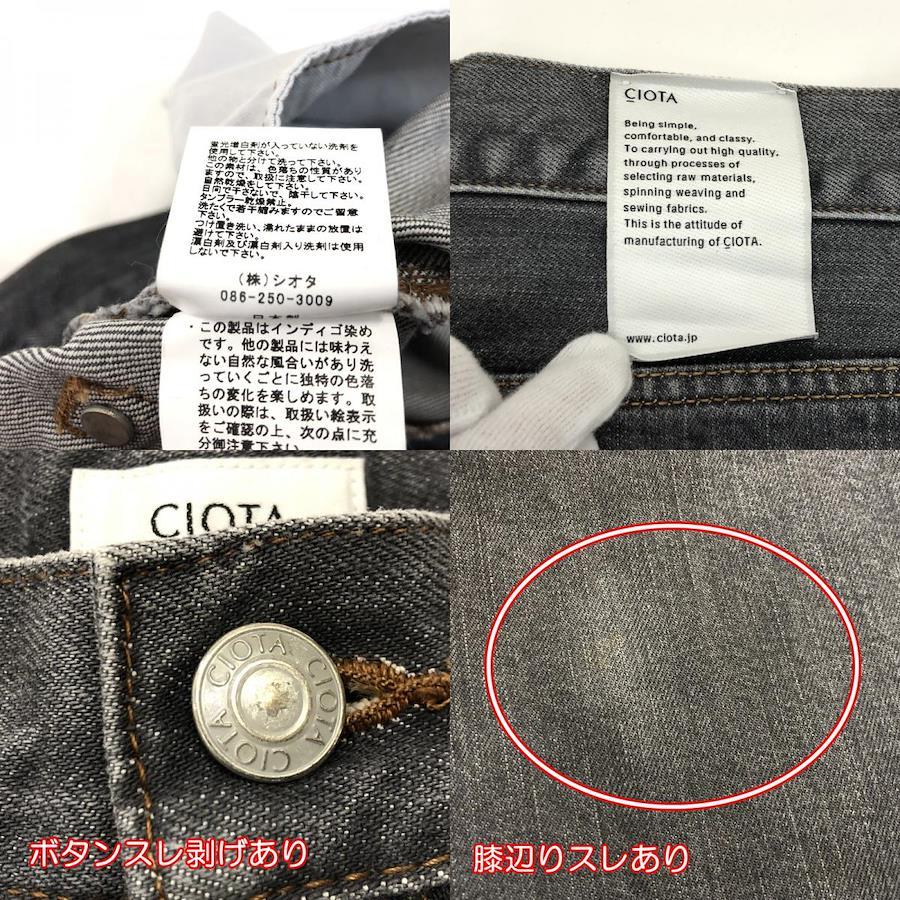 蛍光増白剤が入っていない洗剤を
使用して下さい。
他の物と分けて洗って下さい。
この素材は、色落ちの性質があり
ますので、取扱に注意して下さい。
自然乾燥をして下さい。
日向で干さないで、陰干して下さい。
タンブラー乾燥禁止。
洗たくで若干縮みますのでご留意
下さい。
つけ置き洗い、濡れたままの放置は
避けて下さい。
漂白剤及び漂白剤入り洗剤は使用
しないで下さい。
(株)シオタ
086-250-3009
日本製
・この製品はインディゴ染め
です。他の製品には味わえ
ない自然な風合いがあり洗
っていくごとに独特の色落
ちの変化を楽しめます。取
扱いの際は、取扱い絵表示
をご確認の上、次の点に充
分御注意下さい。
CIOTA
Being simple,
comfortable, and classy.
To carrying out high quality,
through processes of
selecting raw materials,
spinning weaving and
sewing fabrics.
This is the attitude of
manufacturing of CIOTA.
www.ciota.jp
CIOTA
CIOTA CIOTA CIOTA
ボタンスレ剥げあり
膝辺りスレあり